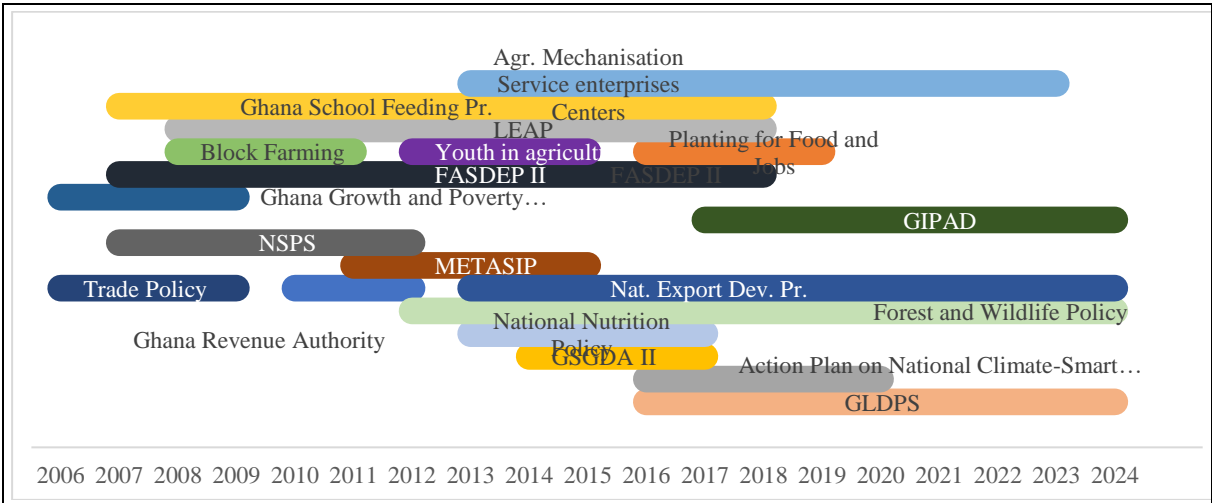 Agr. Mechanisation
Service enterprises
Centers
Ghana School Feeding Pr.
LEAP
Block Farming
Youth in agricult
Planting for Food and
Jobs
FASDEP II
FASDEP II
Ghana Growth and Poverty…
GIPAD
NSPS
METASIP
Trade Policy
Nat. Export Dev. Pr.
Forest and Wildlife Policy
Ghana Revenue Authority
National Nutrition
Policy
GSGDA II
Action Plan on National Climate-Smart…
GLDPS
2006 2007 2008 2009 2010 2011 2012 2013 2014 2015 2016 2017 2018 2019 2020 2021 2022 2023 2024